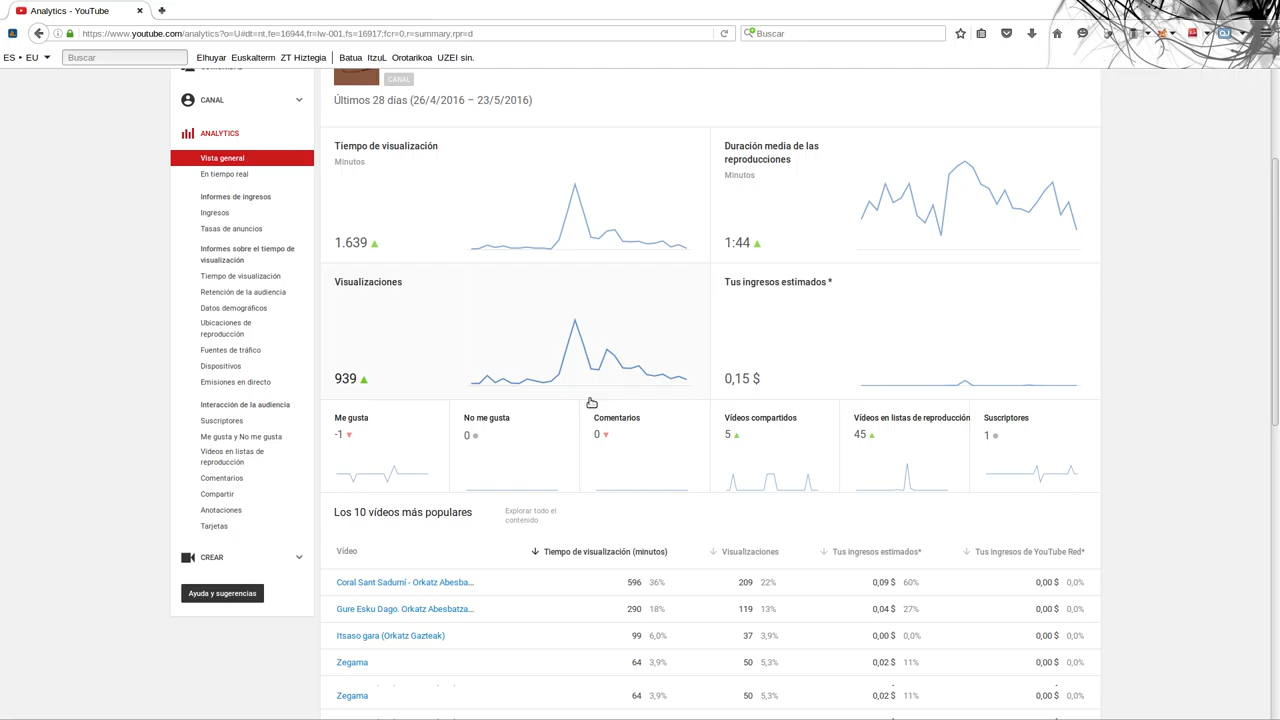 Analytics - YouTube
https://www.youtube.com/analytics?o=U#dt=nt,fe=16944,fr=lw-001,fs=16917;fcr=0,r=summary,rpr=d
Buscar
ES ‣ EU
Buscar
Elhuyar Euskalterm ZT Hiztegia Batua ItzuL Orotarikoa UZEI sin.
CANAL
ANALYTICS
Vista general
En tiempo real
Informes de ingresos
Ingresos
Tasas de anuncios
Informes sobre el tiempo de
visualización
Tiempo de visualización
Retención de la audiencia
Datos demográficos
Ubicaciones de
reproducción
Fuentes de tráfico
Dispositivos
Emisiones en directo
Interacción de la audiencia
Suscriptores
Me gusta y No me gusta
Vídeos en listas de
reproducción
Comentarios
Compartir
Anotaciones
Tarjetas
CREAR
Ayuda y sugerencias
CANAL
Últimos 28 días (26/4/2016 – 23/5/2016)
Tiempo de visualización
Minutos
1.639
Duración media de las
reproducciones
Minutos
1:44
Visualizaciones
939
Tus ingresos estimados *
0,15 $
Me gusta
-1
No me gusta
0
Comentarios
0
Vídeos compartidos
5
Vídeos en listas de reproducción
45
Suscriptores
1
Los 10 vídeos más populares
Explorar todo el
contenido
Vídeo Tiempo de visualización (minutos) Visualizaciones Tus ingresos estimados* Tus ingresos de YouTube Red*
Coral Sant Sadurní - Orkatz Abesba... 596 36% 209 22% 0,09 $ 60% 0,00 $ 0,0%
Gure Esku Dago. Orkatz Abesbatza... 290 18% 119 13% 0,04 $ 27% 0,00 $ 0,0%
Itsaso gara (Orkatz Gazteak) 99 6,0% 37 3,9% 0,00 $ 0,0% 0,00 $ 0,0%
Zegama 64 3,9% 50 5,3% 0,02 $ 11% 0,00 $ 0,0%
Zegama 64 3,9% 50 5,3% 0,02 $ 11% 0,00 $ 0,0%